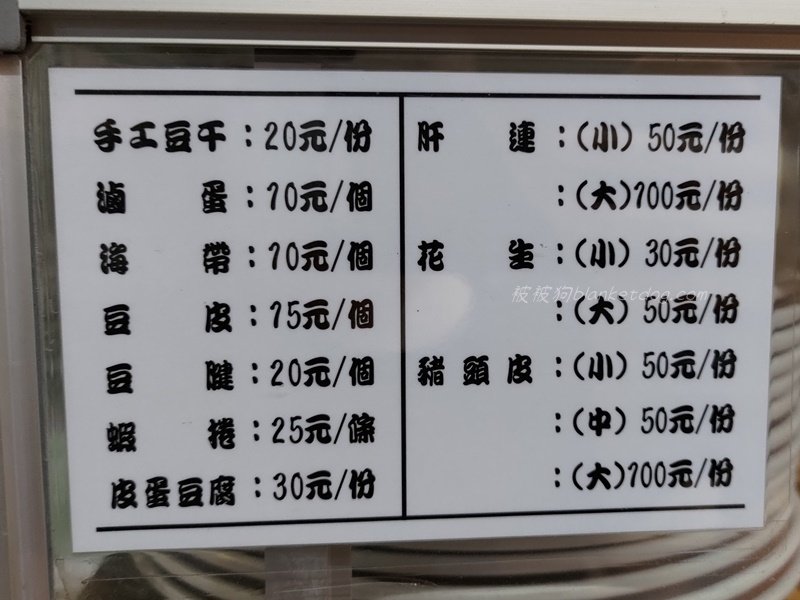 手工豆干：20元/份
滷蛋：10元/個
海帶：10元/個
豆皮：15元/個
豆腱：20元/個
蝦捲：25元/條
皮蛋豆腐：30元/份
肝連：(小) 50元/份
：(大)100元/份
花生：(小) 30元/份
：(大) 50元/份
豬頭皮：(小) 50元/份
：(中) 50元/份
：(大)100元/份
被被狗blanketdog.com